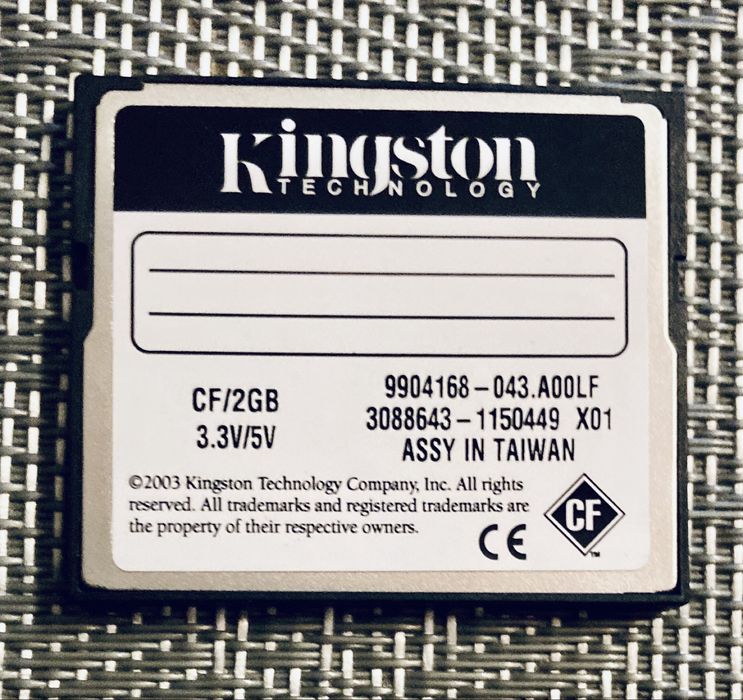 Kingston
TECHNOLOGY
CF/2GB
3.3V/5V
9904168-043.A00LF
3088643-1150449 X01
ASSY IN TAIWAN
©2003 Kingston Technology Company, Inc. All rights
reserved. All trademarks and registered trademarks are
the property of their respective owners.
CE
CF
™